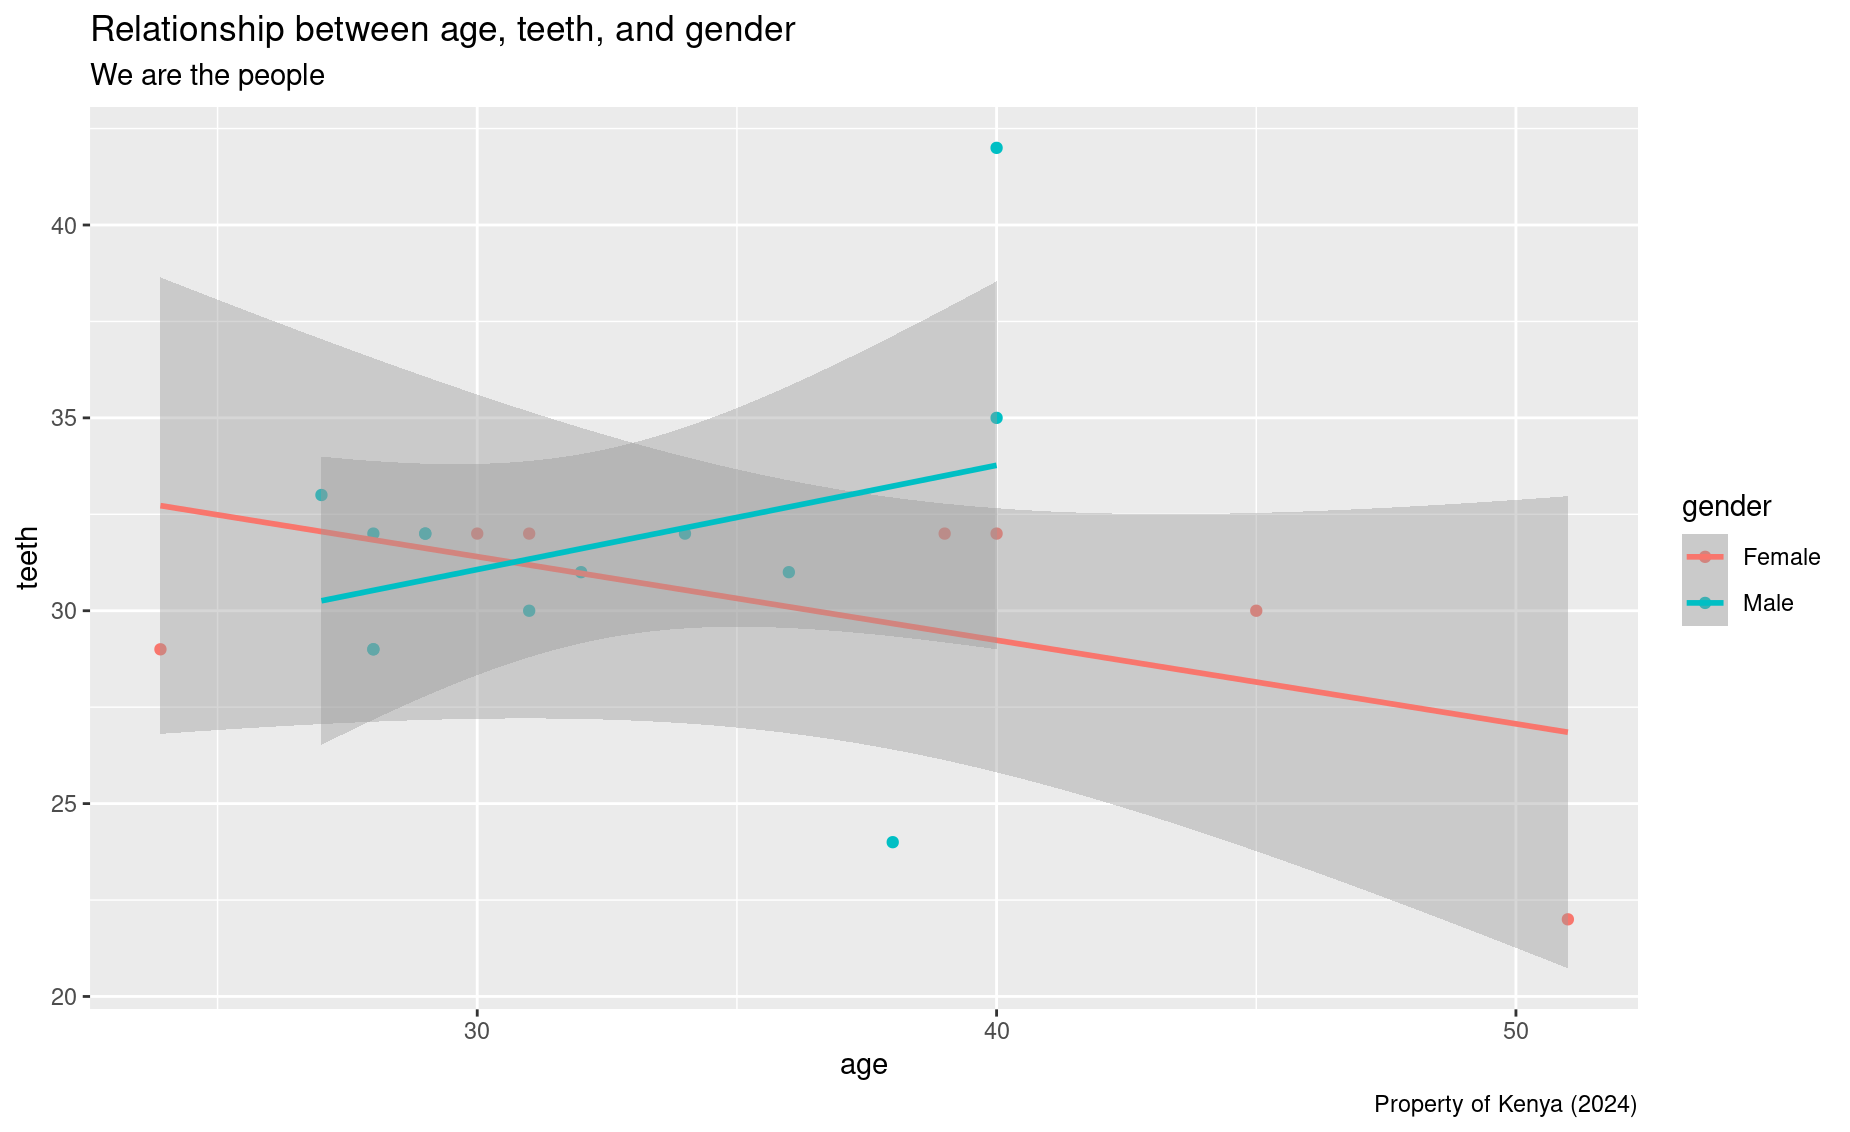 Relationship between age, teeth, and gender
We are the people
40
35
30
25
20
teeth
30
40
50
age
gender
Female
Male
Property of Kenya (2024)